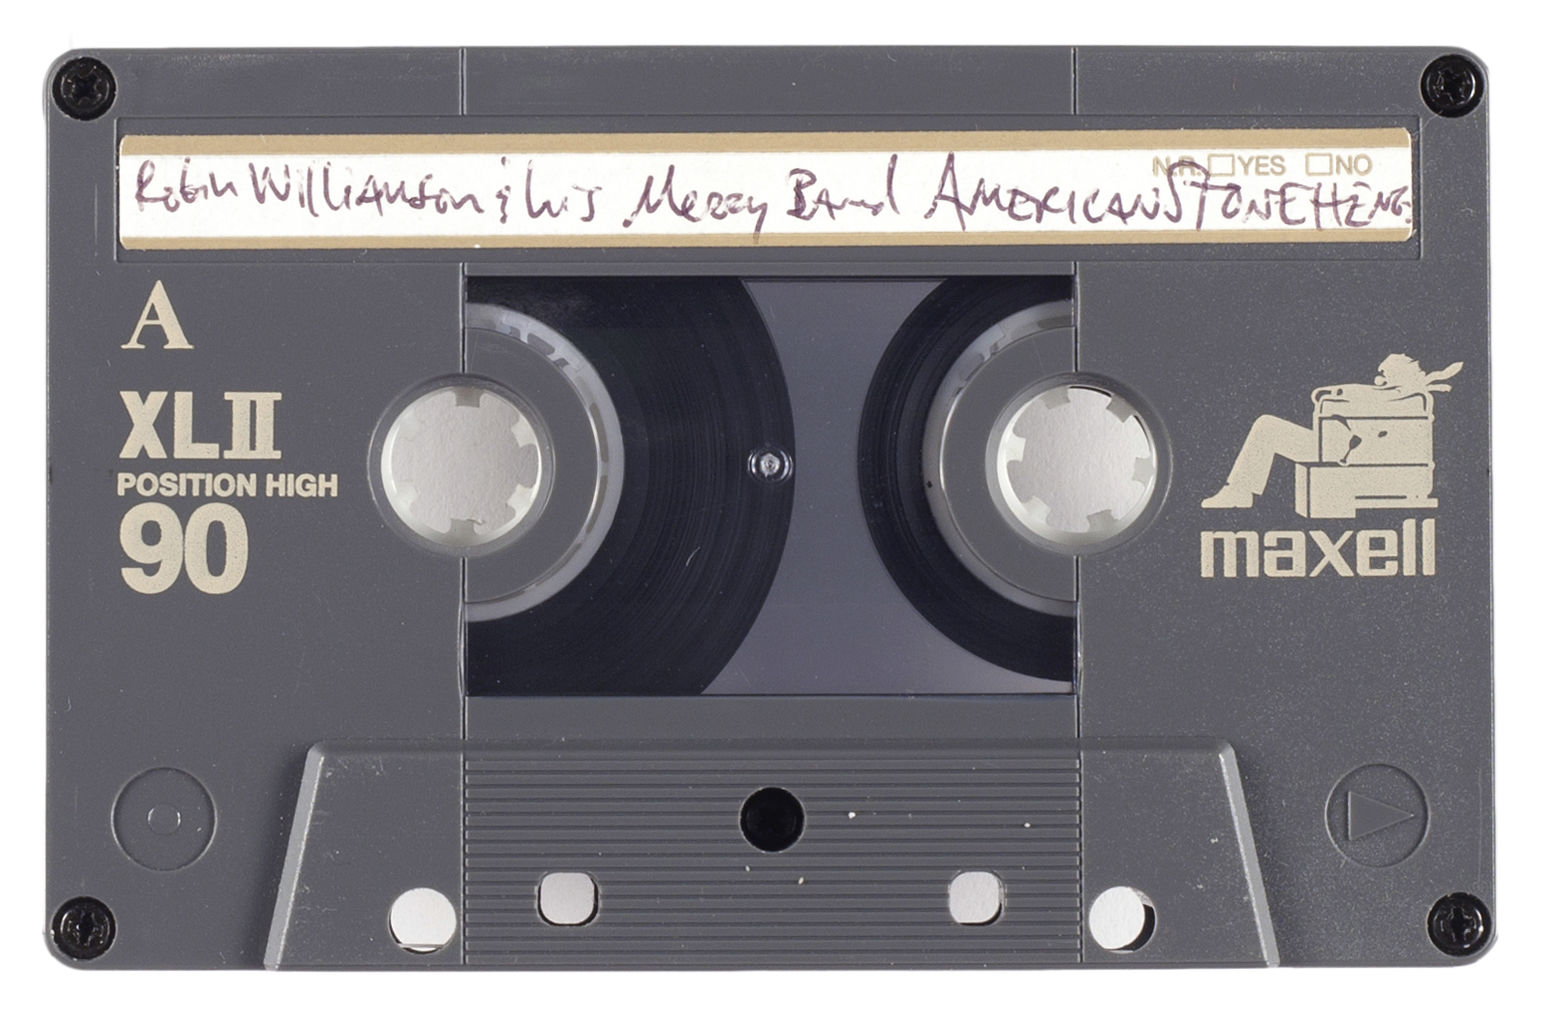 N.R. □YES □NO
Robin Williamson & his Merry Band American Stoneheng
A
XLII
POSITION HIGH
90
maxell